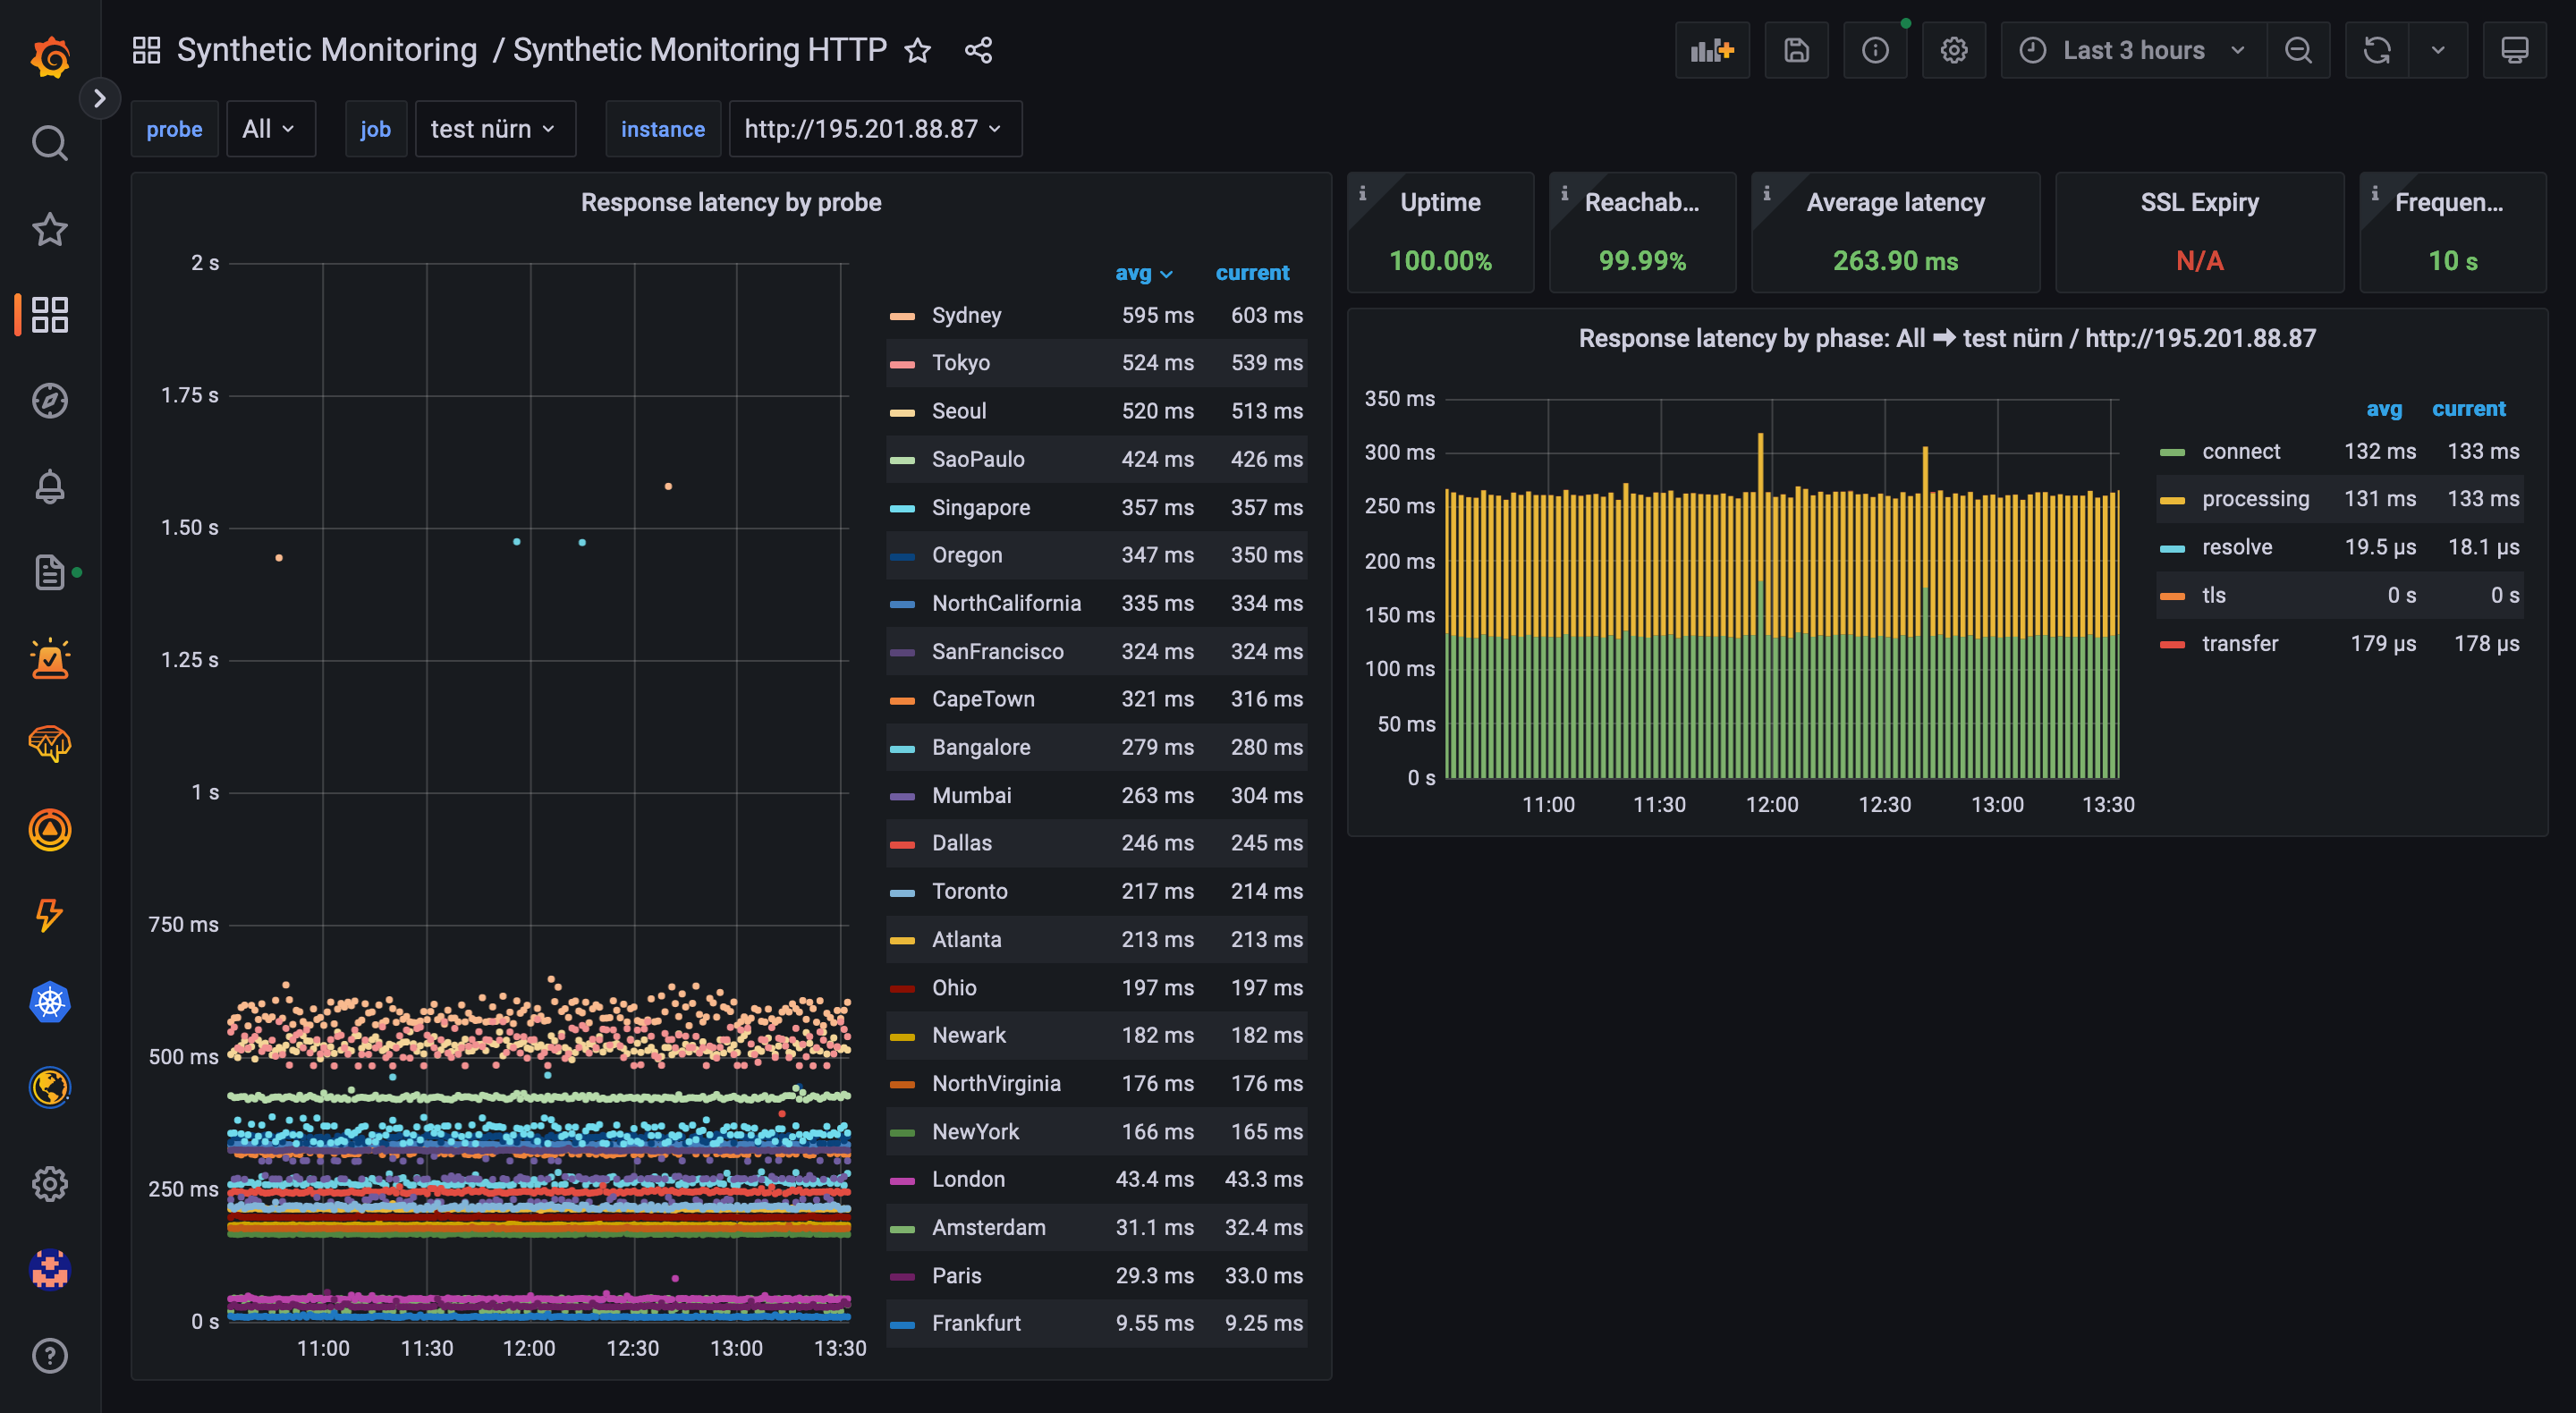 Synthetic Monitoring / Synthetic Monitoring HTTP
Last 3 hours
probe All job test nürn instance http://195.201.88.87
Response latency by probe
2 s
1.75 s
1.50 s
1.25 s
1 s
750 ms
500 ms
250 ms
0 s
11:00 11:30 12:00 12:30 13:00 13:30
avg current
Sydney 595 ms 603 ms
Tokyo 524 ms 539 ms
Seoul 520 ms 513 ms
SaoPaulo 424 ms 426 ms
Singapore 357 ms 357 ms
Oregon 347 ms 350 ms
NorthCalifornia 335 ms 334 ms
SanFrancisco 324 ms 324 ms
CapeTown 321 ms 316 ms
Bangalore 279 ms 280 ms
Mumbai 263 ms 304 ms
Dallas 246 ms 245 ms
Toronto 217 ms 214 ms
Atlanta 213 ms 213 ms
Ohio 197 ms 197 ms
Newark 182 ms 182 ms
NorthVirginia 176 ms 176 ms
NewYork 166 ms 165 ms
London 43.4 ms 43.3 ms
Amsterdam 31.1 ms 32.4 ms
Paris 29.3 ms 33.0 ms
Frankfurt 9.55 ms 9.25 ms
Uptime
100.00%
Reachab...
99.99%
Average latency
263.90 ms
SSL Expiry
N/A
Frequen...
10 s
Response latency by phase: All ➡ test nürn / http://195.201.88.87
350 ms
300 ms
250 ms
200 ms
150 ms
100 ms
50 ms
0 s
11:00 11:30 12:00 12:30 13:00 13:30
avg current
connect 132 ms 133 ms
processing 131 ms 133 ms
resolve 19.5 µs 18.1 µs
tls 0 s 0 s
transfer 179 µs 178 µs